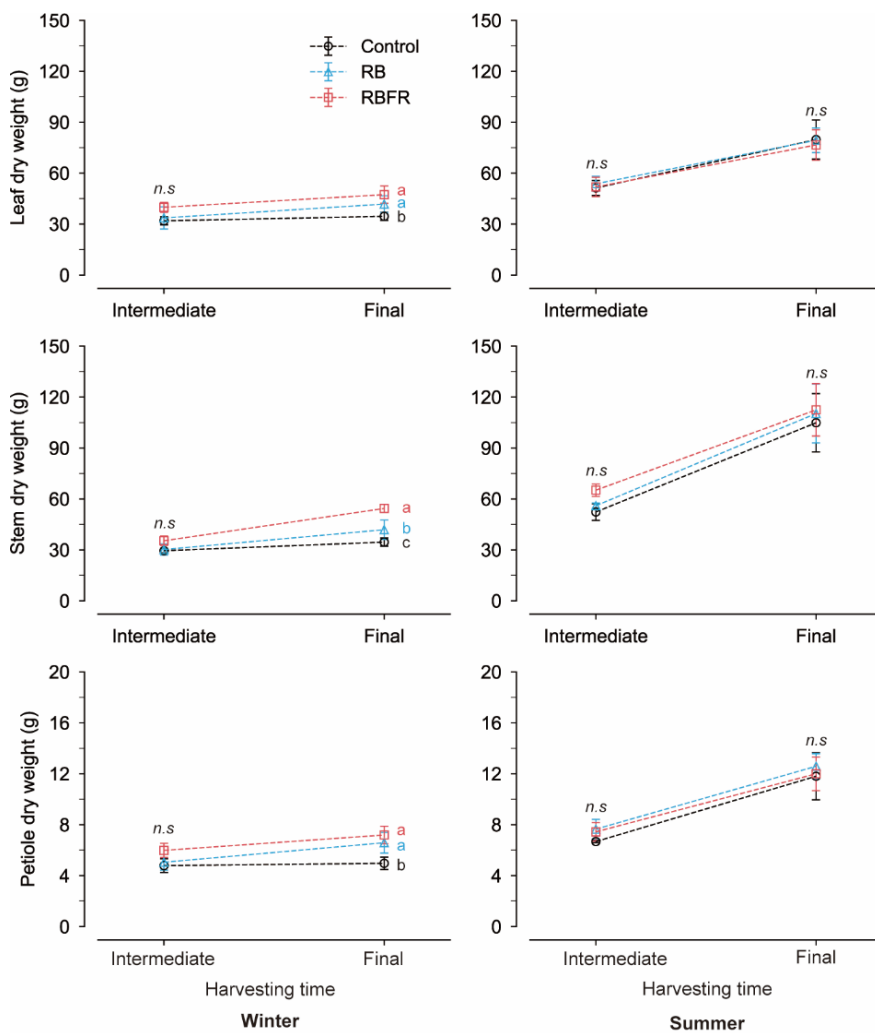 Leaf dry weight (g)
150
120
90
60
30
0
Control
RB
RBFR
n.s
a
a
b
Intermediate
Final
150
120
90
60
30
0
n.s
n.s
Intermediate
Final
Stem dry weight (g)
150
120
90
60
30
0
n.s
a
b
c
Intermediate
Final
150
120
90
60
30
0
n.s
n.s
Intermediate
Final
Petiole dry weight (g)
20
16
12
8
4
0
n.s
a
a
b
Intermediate
Final
Harvesting time
Winter
20
16
12
8
4
0
n.s
n.s
Intermediate
Final
Harvesting time
Summer